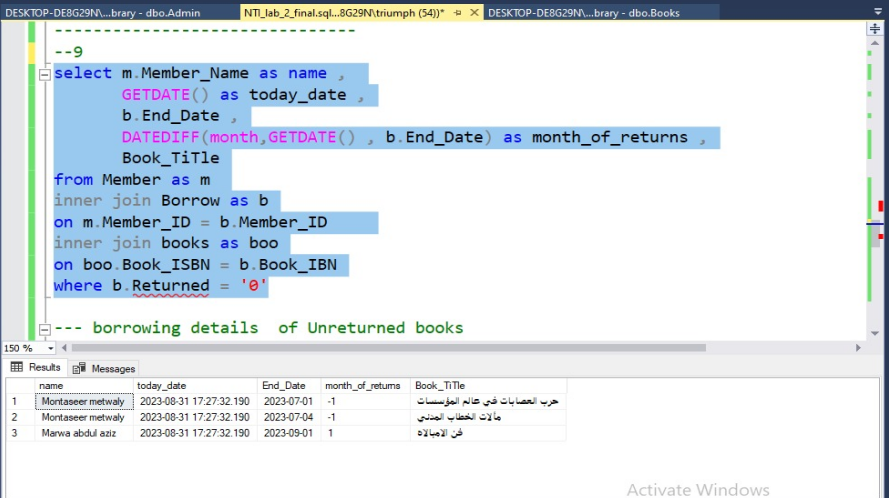 DESKTOP-DE8G29N\...brary - dbo.Admin NTI_lab_2_final.sql...8G29N\triumph (54))* DESKTOP-DE8G29N\...brary - dbo.Books
-------------------------------
--9
select m.Member_Name as name ,
GETDATE() as today_date ,
b.End_Date ,
DATEDIFF(month,GETDATE() , b.End_Date) as month_of_returns ,
Book_TiTle
from Member as m
inner join Borrow as b
on m.Member_ID = b.Member_ID
inner join books as boo
on boo.Book_ISBN = b.Book_IBN
where b.Returned = '0'
--- borrowing details of Unreturned books
150 %
Results Messages
name today_date End_Date month_of_returns Book_TiTle
1 Montaseer metwaly 2023-08-31 17:27:32.190 2023-07-01 -1 حرب العصابات في عالم المؤسسات
2 Montaseer metwaly 2023-08-31 17:27:32.190 2023-07-04 -1 مآلات الخطاب المدني
3 Marwa abdul aziz 2023-08-31 17:27:32.190 2023-09-01 1 فن الامبالاة
Activate Windows